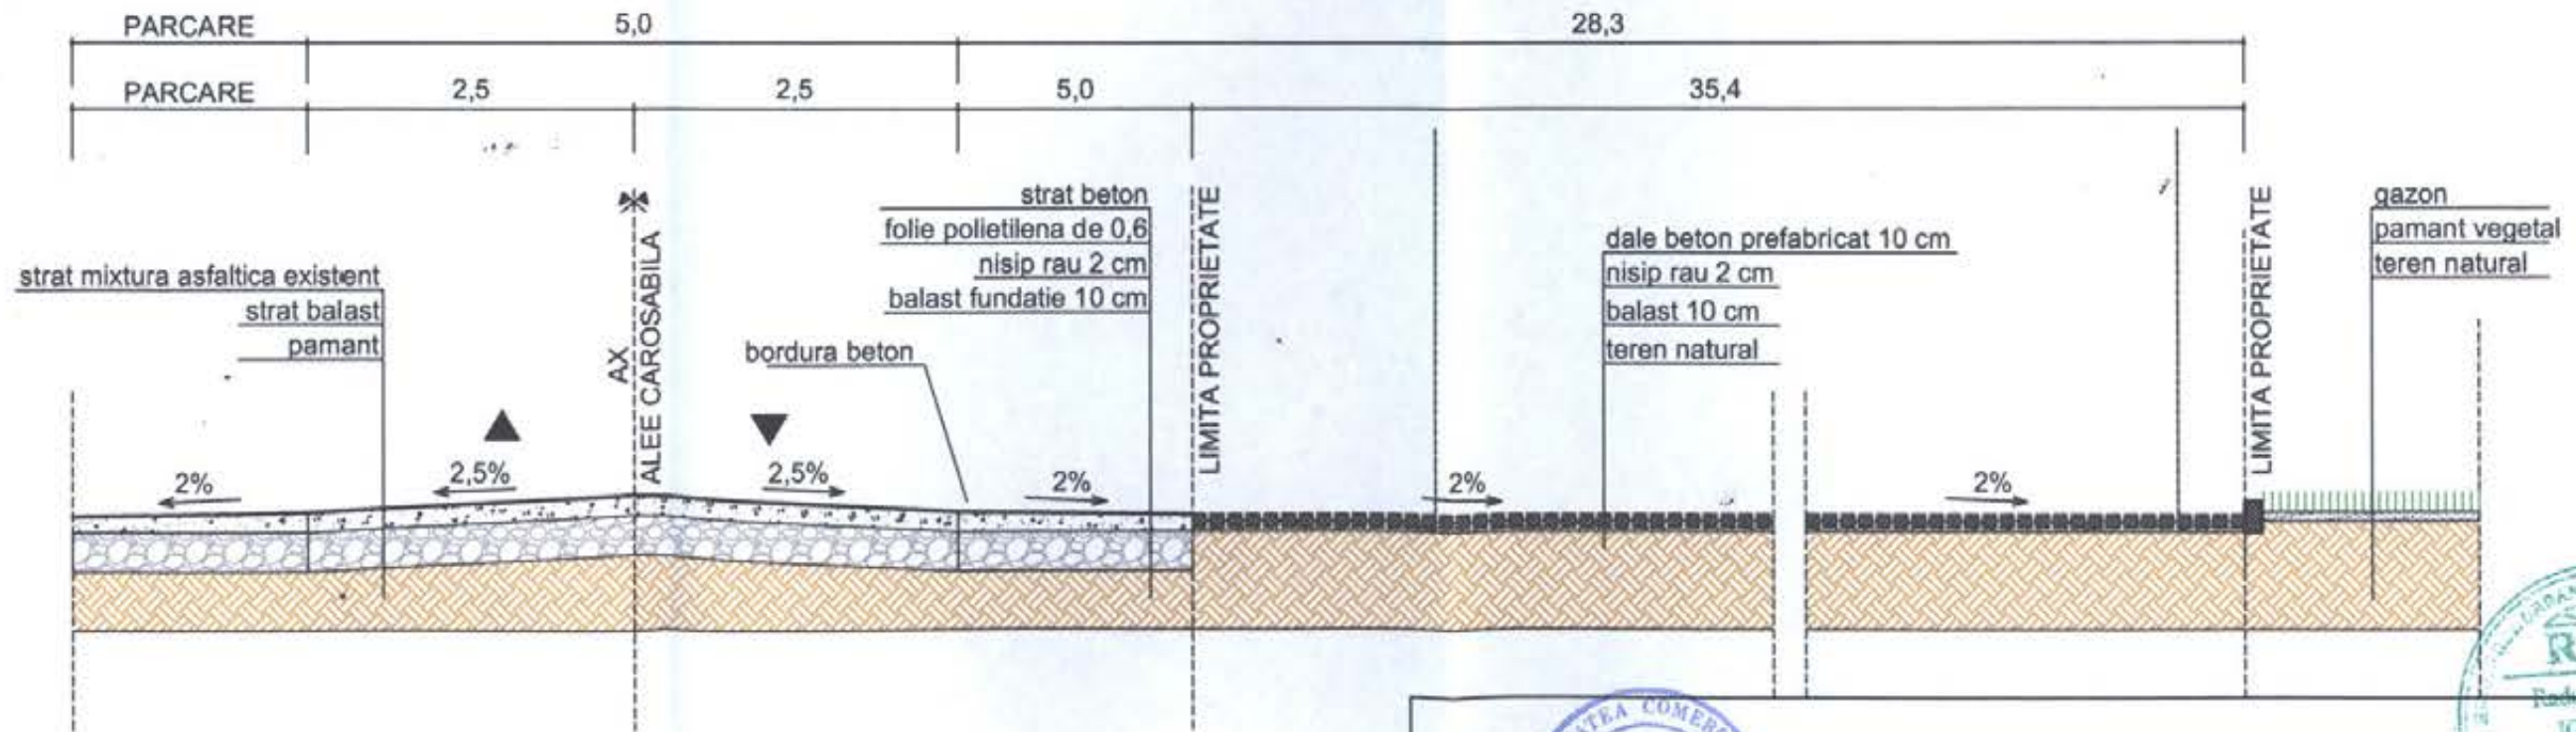 PARCARE 5,0 28,3
PARCARE 2,5 2,5 5,0 35,4
strat mixtura asfaltica existent
strat balast
pamant
AX
ALEE CAROSABILA
bordura beton
strat beton
folie polietilena de 0,6
nisip rau 2 cm
balast fundatie 10 cm
LIMITA PROPRIETATE
dale beton prefabricat 10 cm
nisip rau 2 cm
balast 10 cm
teren natural
LIMITA PROPRIETATE
gazon
pamant vegetal
teren natural
2% 2,5% 2,5% 2% 2% 2%